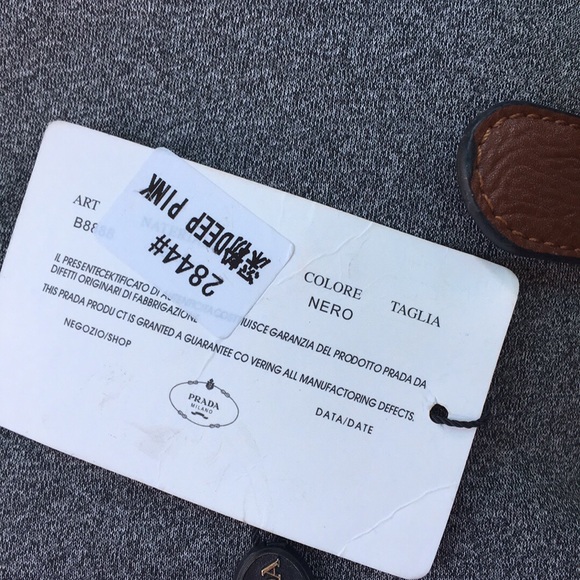 ART
B8
2844#
深粉DEEP PINK
COLORE
NERO
TAGLIA
IL PRESENTECEKTIFICATO DI UISCE GARANZIA DEL PRODOTTO PRADA DA
DIFETTI ORIGINARI DI FABBRIGAZIONE
THIS PRADA PRODU CT IS GRANTED A GUARANTEE CO VERING ALL MANUFACTORING DEFECTS.
NEGOZIO/SHOP
DATA/DATE
PRADA
MILANO
A